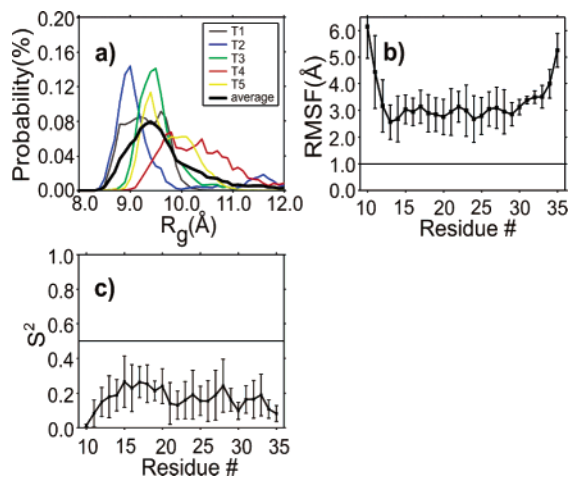 a)
Probability(%)
0.20
0.16
0.12
0.08
0.04
0.00
8.0 9.0 10.0 11.0 12.0
Rg(Å)
T1
T2
T3
T4
T5
average
b)
RMSF(Å)
6.0
5.0
4.0
3.0
2.0
1.0
0.0
10 15 20 25 30 35
Residue #
c)
S²
1.0
0.8
0.6
0.4
0.2
0.0
10 15 20 25 30 35
Residue #